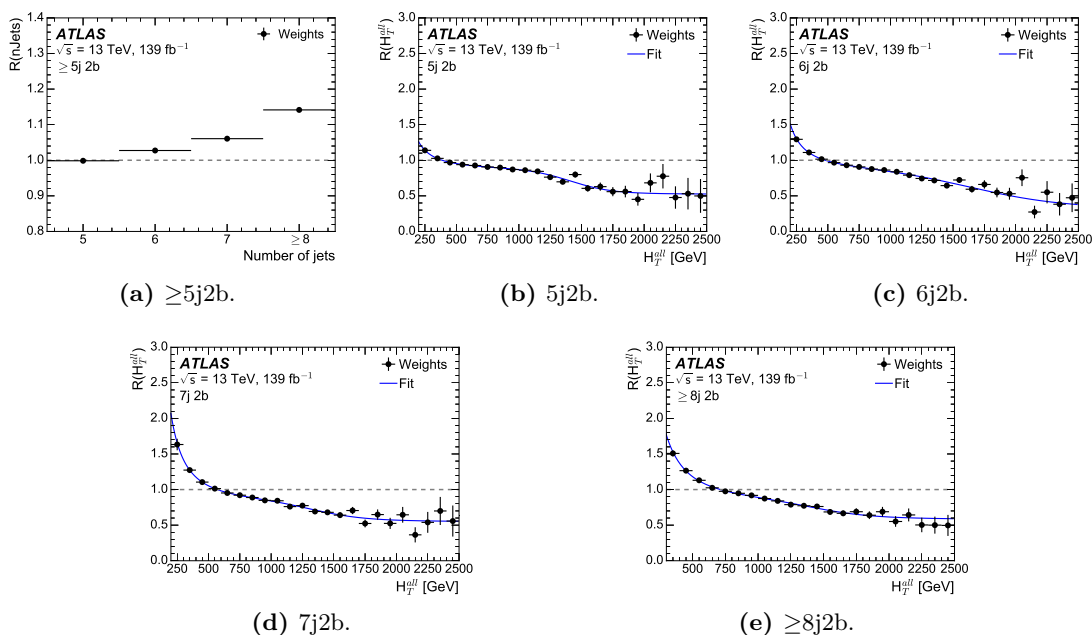 R(nJets)
1.4
1.3
1.2
1.1
1.0
0.9
0.8
ATLAS
√s = 13 TeV, 139 fb⁻¹
≥ 5j 2b
Weights
5 6 7 ≥8
Number of jets
(a) ≥5j2b.
R(H_T^all)
3.0
2.5
2.0
1.5
1.0
0.5
0.0
ATLAS
√s = 13 TeV, 139 fb⁻¹
5j 2b
Weights
Fit
250 500 750 1000 1250 1500 1750 2000 2250 2500
H_T^all [GeV]
(b) 5j2b.
R(H_T^all)
3.0
2.5
2.0
1.5
1.0
0.5
0.0
ATLAS
√s = 13 TeV, 139 fb⁻¹
6j 2b
Weights
Fit
250 500 750 1000 1250 1500 1750 2000 2250 2500
H_T^all [GeV]
(c) 6j2b.
R(H_T^all)
3.0
2.5
2.0
1.5
1.0
0.5
0.0
ATLAS
√s = 13 TeV, 139 fb⁻¹
7j 2b
Weights
Fit
250 500 750 1000 1250 1500 1750 2000 2250 2500
H_T^all [GeV]
(d) 7j2b.
R(H_T^all)
3.0
2.5
2.0
1.5
1.0
0.5
0.0
ATLAS
√s = 13 TeV, 139 fb⁻¹
≥ 8j 2b
Weights
Fit
500 750 1000 1250 1500 1750 2000 2250 2500
H_T^all [GeV]
(e) ≥8j2b.